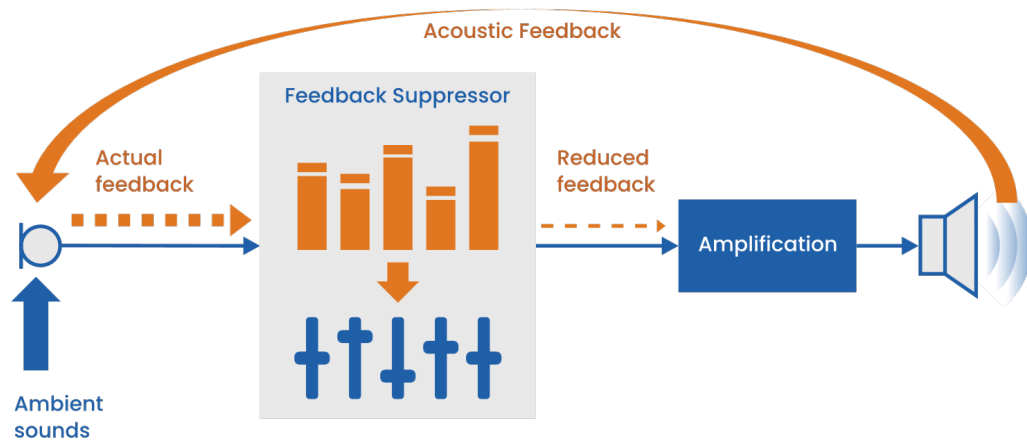 Acoustic Feedback
Feedback Suppressor
Actual
feedback
Reduced
feedback
Amplification
Ambient
sounds